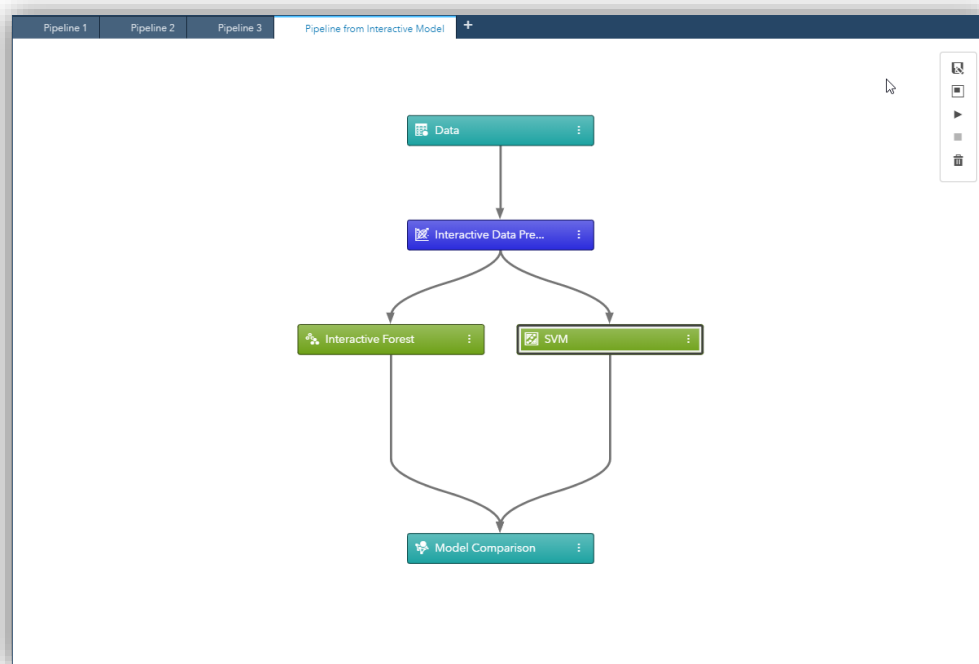 Pipeline 1
Pipeline 2
Pipeline 3
Pipeline from Interactive Model
+
Data
Interactive Data Pre...
Interactive Forest
SVM
Model Comparison